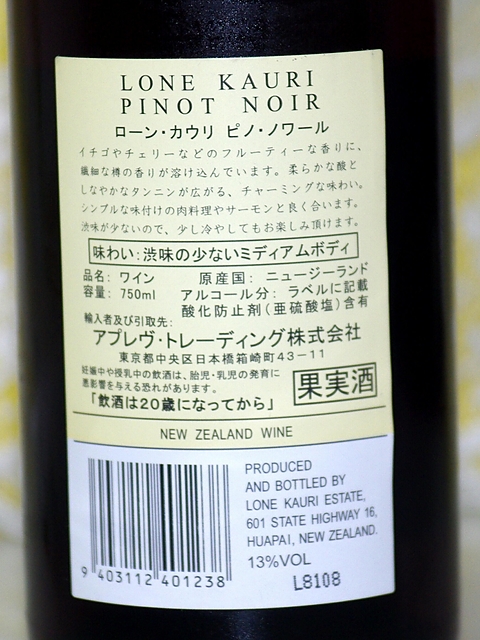 LONE KAURI
PINOT NOIR
ローン・カウリ ピノ・ノワール
イチゴやチェリーなどのフルーティーな香りに、
繊細な樽の香りが溶け込んでいます。柔らかな酸と
しなやかなタンニンが広がる、チャーミングな味わい。
シンプルな味付けの肉料理やサーモンと良く合います。
渋味が少ないので、少し冷やしてもお楽しみ頂けます。
味わい:渋味の少ないミディアムボディ
品名: ワイン 原産国: ニュージーランド
容量: 750ml アルコール分: ラベルに記載
酸化防止剤(亜硫酸塩)含有
輸入者及び引取先:
アプレヴ・トレーディング株式会社
東京都中央区日本橋箱崎町43-11
妊娠中や授乳中の飲酒は、胎児・乳児の発育に
悪影響を与える恐れがあります。
「飲酒は20歳になってから」
果実酒
NEW ZEALAND WINE
PRODUCED
AND BOTTLED BY
LONE KAURI ESTATE,
601 STATE HIGHWAY 16,
HUAPAI, NEW ZEALAND.
13%VOL
L8108
9 403112 401238